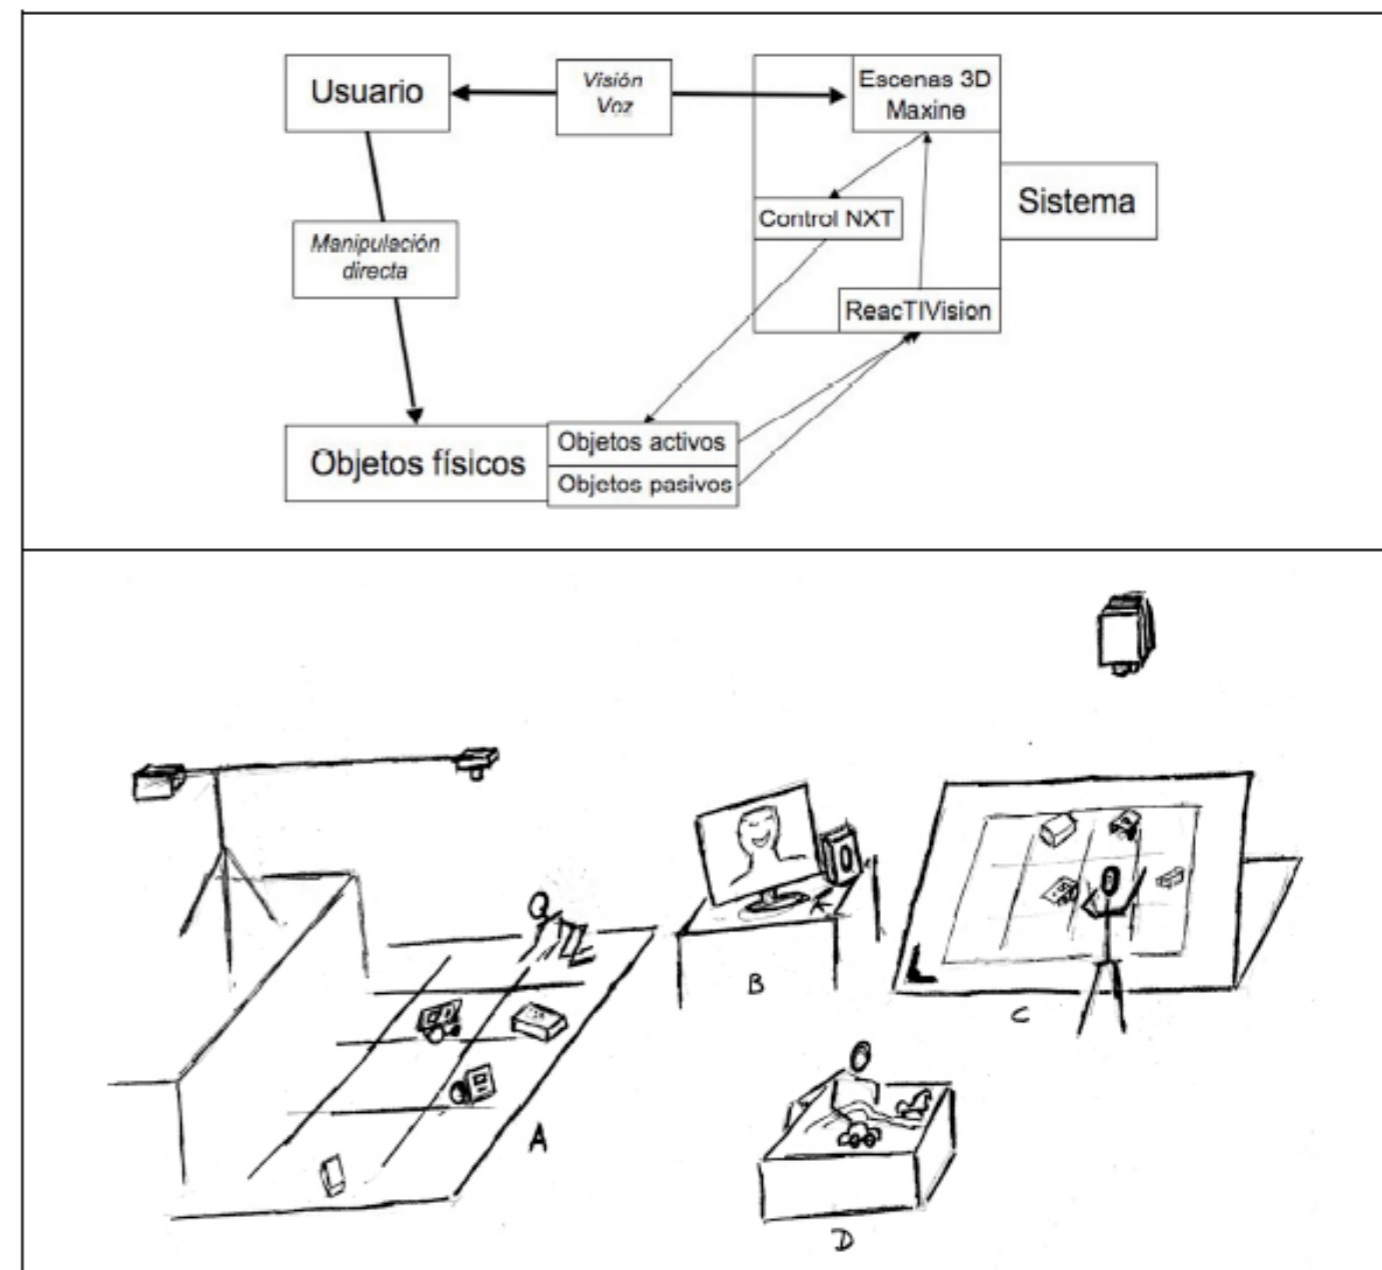 Usuario
Visión
Voz
Escenas 3D
Maxine
Sistema
Control NXT
Manipulación
directa
ReacTIVision
Objetos físicos
Objetos activos
Objetos pasivos
A
B
C
D